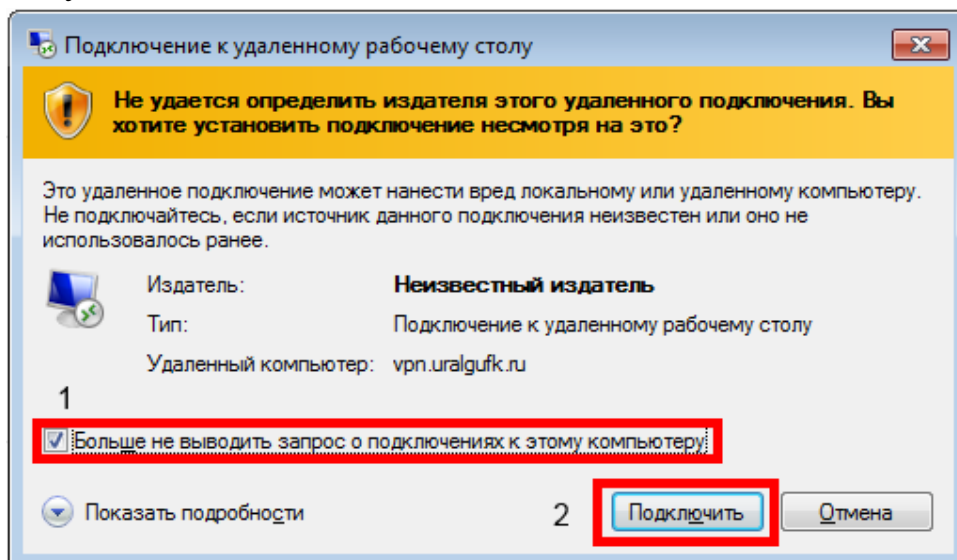 Подключение к удаленному рабочему столу
Не удается определить издателя этого удаленного подключения. Вы
хотите установить подключение несмотря на это?
Это удаленное подключение может нанести вред локальному или удаленному компьютеру.
Не подключайтесь, если источник данного подключения неизвестен или оно не
использовалось ранее.
Издатель: Неизвестный издатель
Тип: Подключение к удаленному рабочему столу
Удаленный компьютер: vpn.uralgufk.ru
1
Больше не выводить запрос о подключениях к этому компьютеру
Показать подробности 2 Подключить Отмена